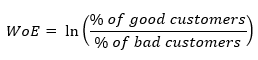 WoE = ln(% of good customers / % of bad customers)